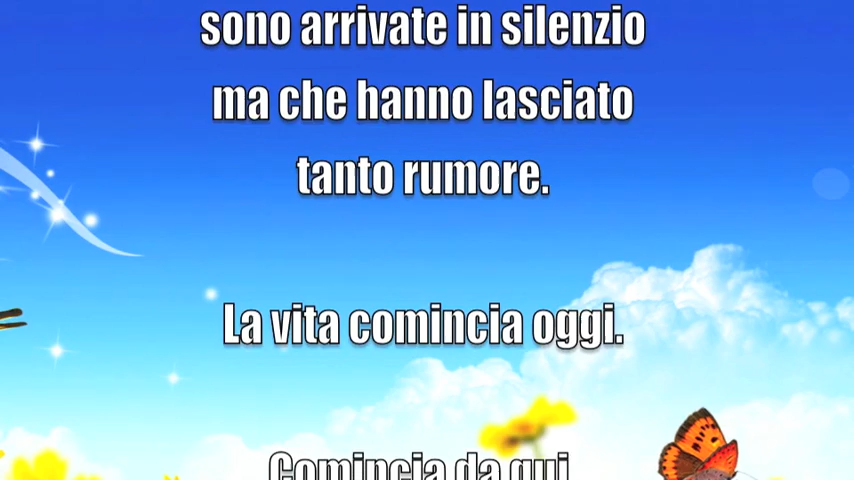 sono arrivate in silenzio
ma che hanno lasciato
tanto rumore.
La vita comincia oggi.
Comincia da qui